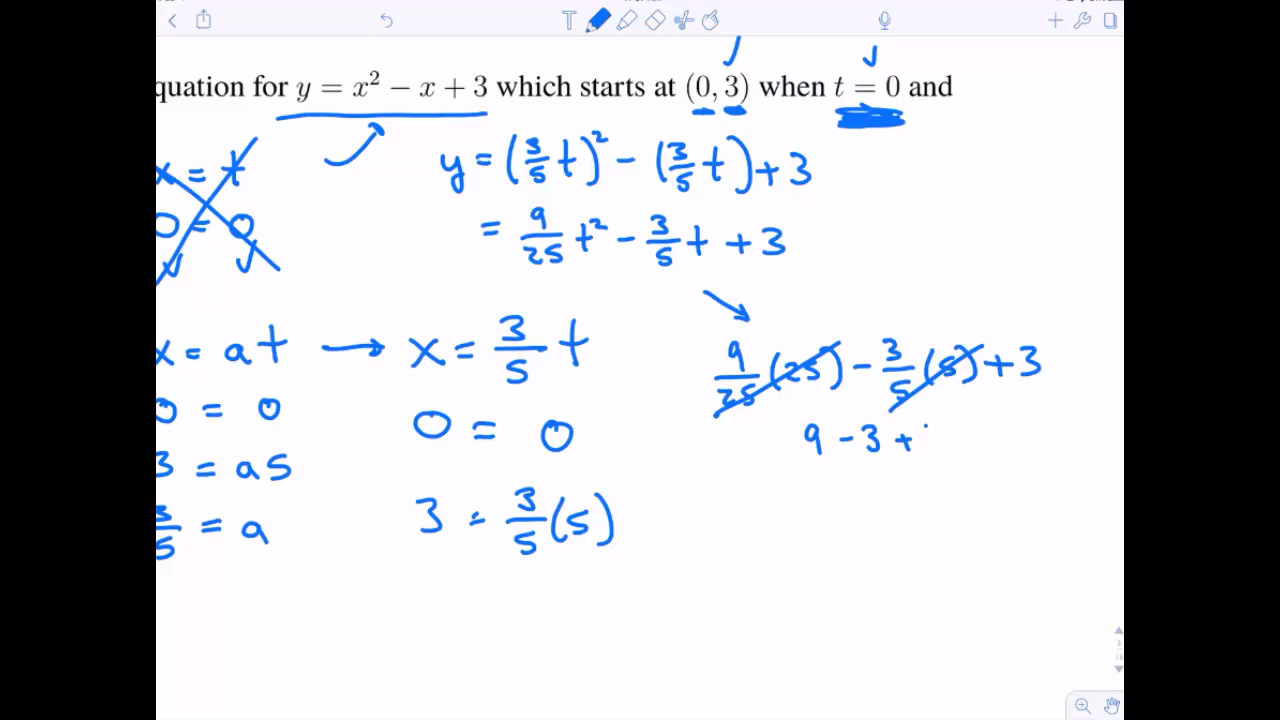 quation for y = x² − x + 3 which starts at (0, 3) when t = 0 and
x = t
0 = 0
y = (3/5 t)² − (3/5 t) + 3
= 9/25 t² − 3/5 t + 3
x = at → x = 3/5 t
9/25 (25) − 3/5 (5) + 3
0 = 0
0 = 0
9 − 3 +
3 = a5
3/5 = a
3 = 3/5 (5)